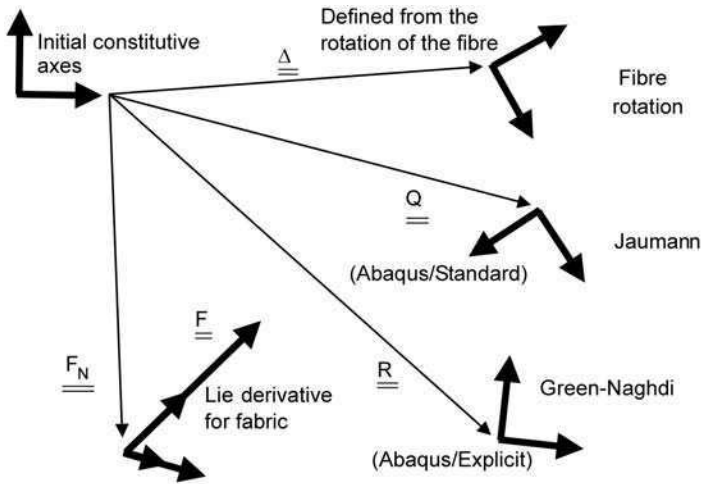 Initial constitutive
axes
Δ
Defined from the
rotation of the fibre
Fibre
rotation
Q
Jaumann
(Abaqus/Standard)
F
F_N
Lie derivative
for fabric
R
Green-Naghdi
(Abaqus/Explicit)